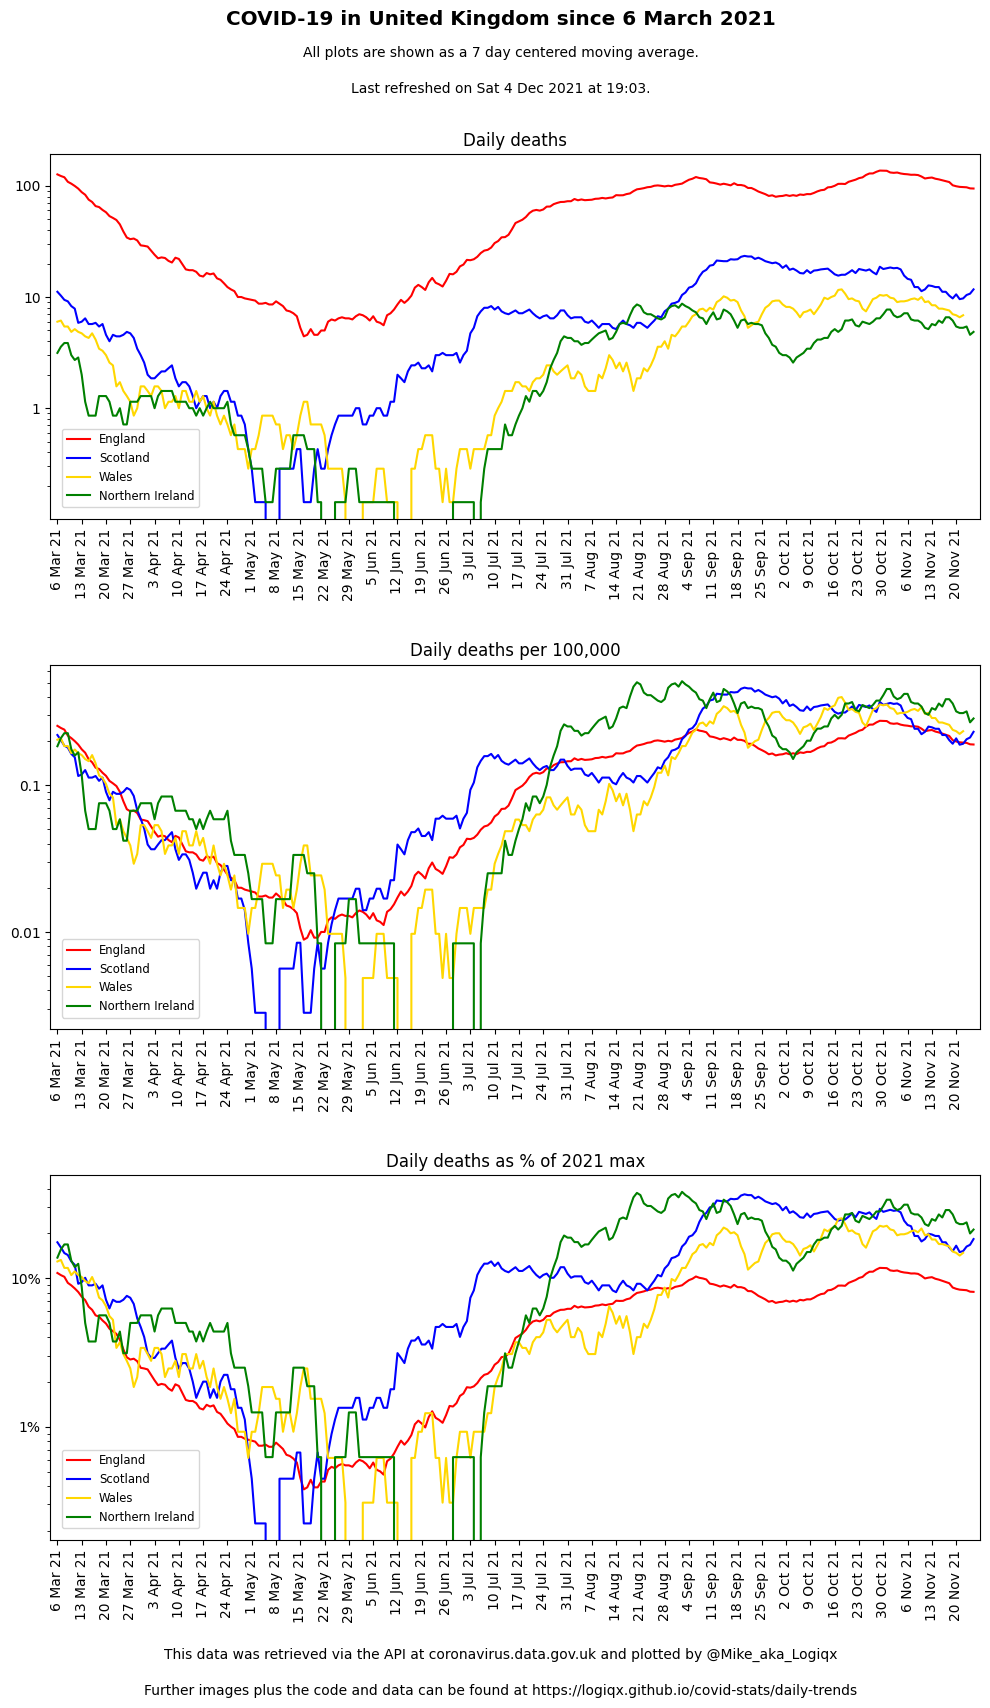 COVID-19 in United Kingdom since 6 March 2021
All plots are shown as a 7 day centered moving average.
Last refreshed on Sat 4 Dec 2021 at 19:03.
Daily deaths
100
10
1
England
Scotland
Wales
Northern Ireland
6 Mar 21 13 Mar 21 20 Mar 21 27 Mar 21 3 Apr 21 10 Apr 21 17 Apr 21 24 Apr 21 1 May 21 8 May 21 15 May 21 22 May 21 29 May 21 5 Jun 21 12 Jun 21 19 Jun 21 26 Jun 21 3 Jul 21 10 Jul 21 17 Jul 21 24 Jul 21 31 Jul 21 7 Aug 21 14 Aug 21 21 Aug 21 28 Aug 21 4 Sep 21 11 Sep 21 18 Sep 21 25 Sep 21 2 Oct 21 9 Oct 21 16 Oct 21 23 Oct 21 30 Oct 21 6 Nov 21 13 Nov 21 20 Nov 21
Daily deaths per 100,000
0.1
0.01
England
Scotland
Wales
Northern Ireland
6 Mar 21 13 Mar 21 20 Mar 21 27 Mar 21 3 Apr 21 10 Apr 21 17 Apr 21 24 Apr 21 1 May 21 8 May 21 15 May 21 22 May 21 29 May 21 5 Jun 21 12 Jun 21 19 Jun 21 26 Jun 21 3 Jul 21 10 Jul 21 17 Jul 21 24 Jul 21 31 Jul 21 7 Aug 21 14 Aug 21 21 Aug 21 28 Aug 21 4 Sep 21 11 Sep 21 18 Sep 21 25 Sep 21 2 Oct 21 9 Oct 21 16 Oct 21 23 Oct 21 30 Oct 21 6 Nov 21 13 Nov 21 20 Nov 21
Daily deaths as % of 2021 max
10%
1%
England
Scotland
Wales
Northern Ireland
6 Mar 21 13 Mar 21 20 Mar 21 27 Mar 21 3 Apr 21 10 Apr 21 17 Apr 21 24 Apr 21 1 May 21 8 May 21 15 May 21 22 May 21 29 May 21 5 Jun 21 12 Jun 21 19 Jun 21 26 Jun 21 3 Jul 21 10 Jul 21 17 Jul 21 24 Jul 21 31 Jul 21 7 Aug 21 14 Aug 21 21 Aug 21 28 Aug 21 4 Sep 21 11 Sep 21 18 Sep 21 25 Sep 21 2 Oct 21 9 Oct 21 16 Oct 21 23 Oct 21 30 Oct 21 6 Nov 21 13 Nov 21 20 Nov 21
This data was retrieved via the API at coronavirus.data.gov.uk and plotted by @Mike_aka_Logiqx
Further images plus the code and data can be found at https://logiqx.github.io/covid-stats/daily-trends